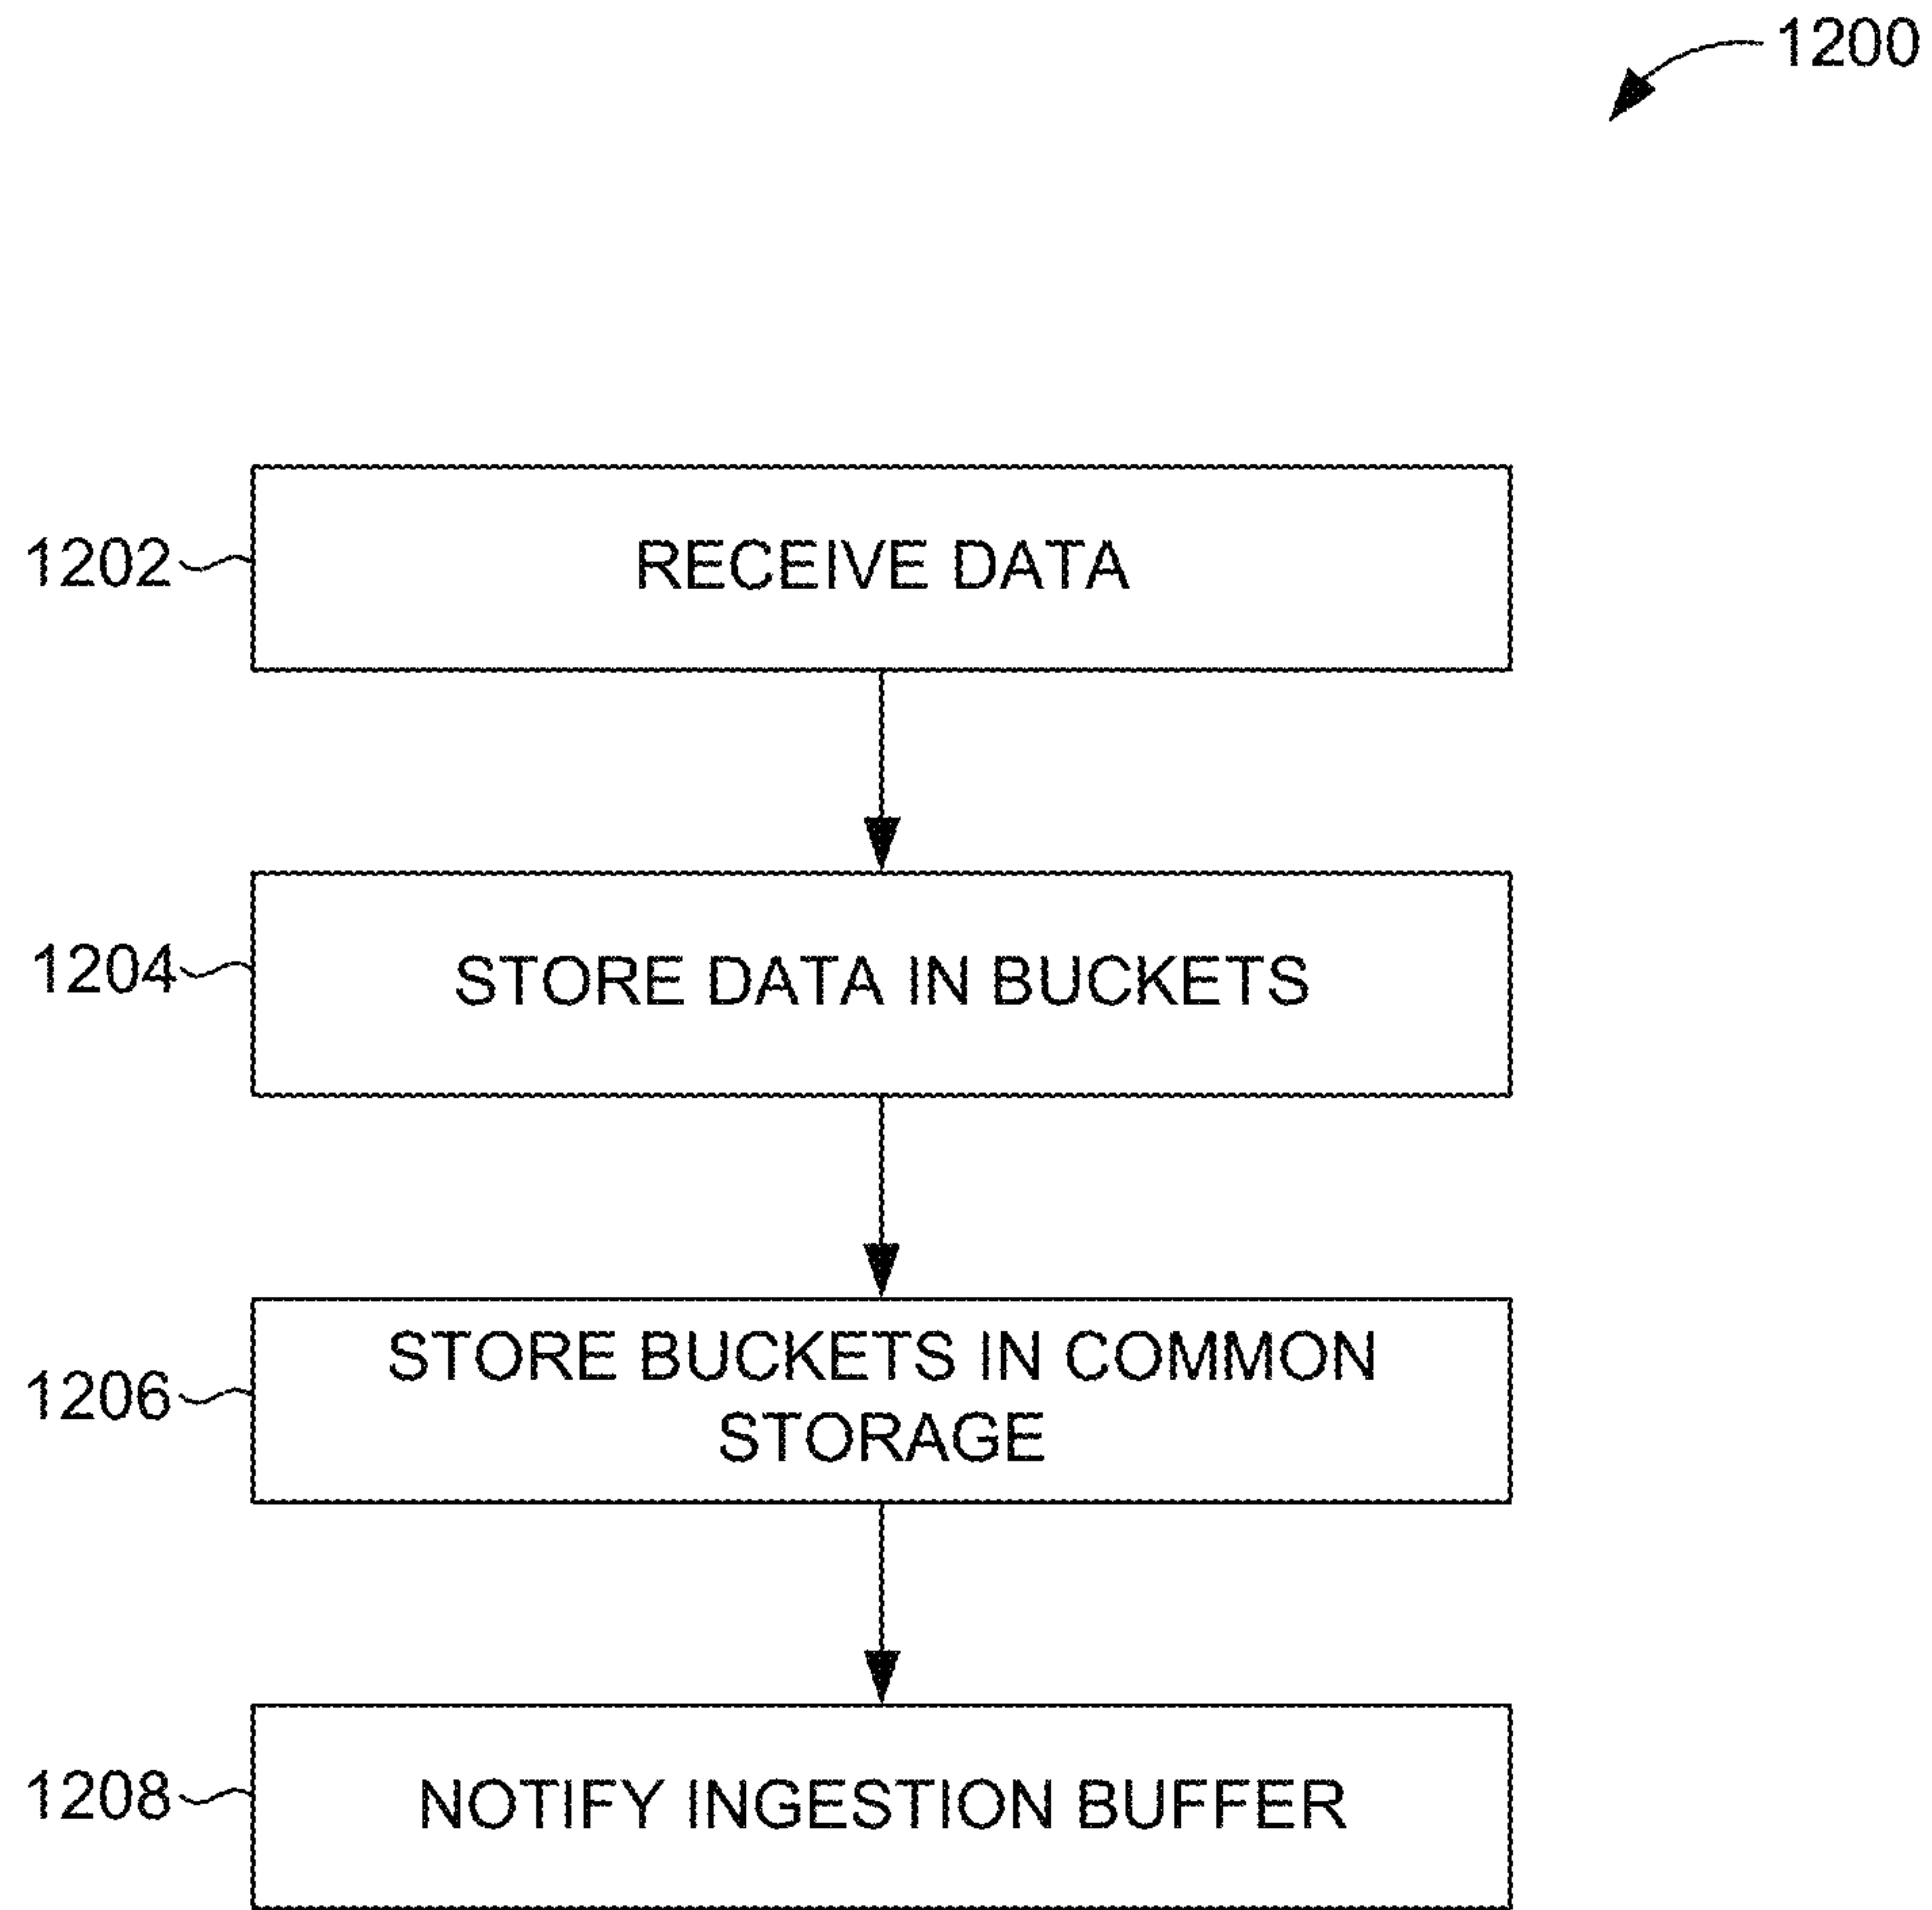 1200
1202
RECEIVE DATA
1204
STORE DATA IN BUCKETS
1206
STORE BUCKETS IN COMMON
STORAGE
1208
NOTIFY INGESTION BUFFER